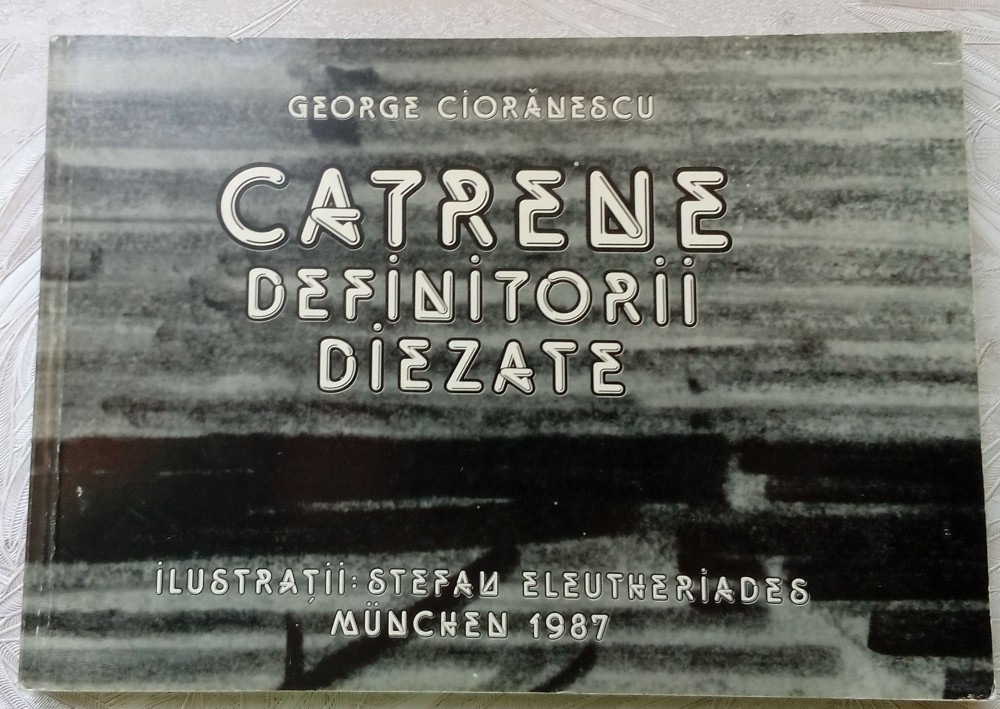 GEORGE CIORĂNESCU
CATRENE
DEFINITORII
DIEZATE
ILUSTRAȚII: STEFAN ELEUTHERIADES
MÜNCHEN 1987